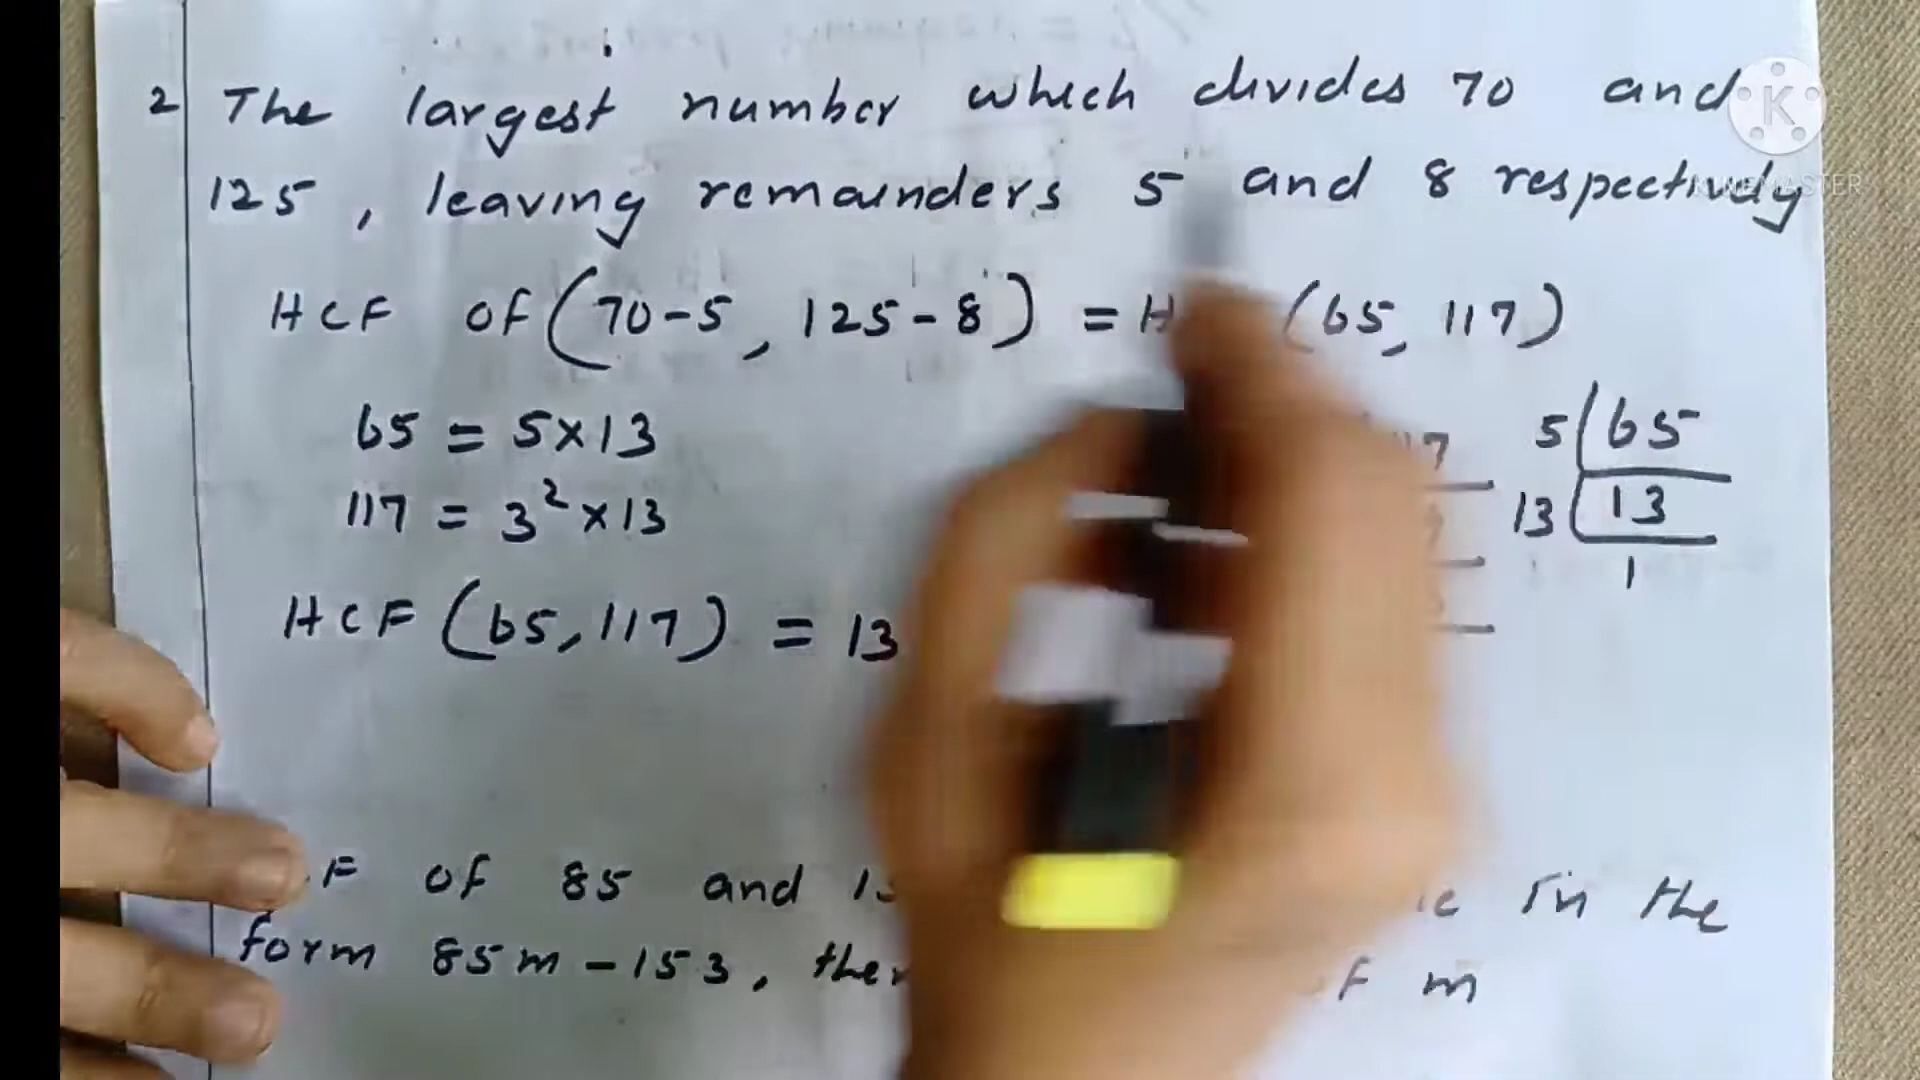 2 The largest number which divides 70 and
125, leaving remainders 5 and 8 respectively
HCF of (70-5, 125-8) = H (65, 117)
65 = 5×13
117 = 3²×13
5 65
13 13
1
HCF (65, 117) = 13
F of 85 and in the
form 85m-153, of m
K
KINEMASTER